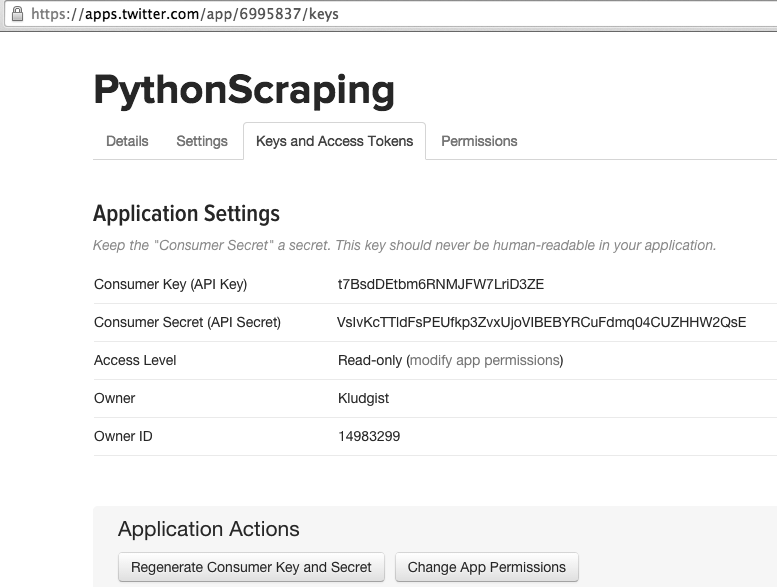 https://apps.twitter.com/app/6995837/keys
PythonScraping
Details Settings Keys and Access Tokens Permissions
Application Settings
Keep the "Consumer Secret" a secret. This key should never be human-readable in your application.
Consumer Key (API Key) t7BsdDEtbm6RNMJFW7LriD3ZE
Consumer Secret (API Secret) VsIvKcTTldFsPEUfkp3ZvxUjoVIBEBYRCuFdmq04CUZHHW2QsE
Access Level Read-only (modify app permissions)
Owner Kludgist
Owner ID 14983299
Application Actions
Regenerate Consumer Key and Secret Change App Permissions